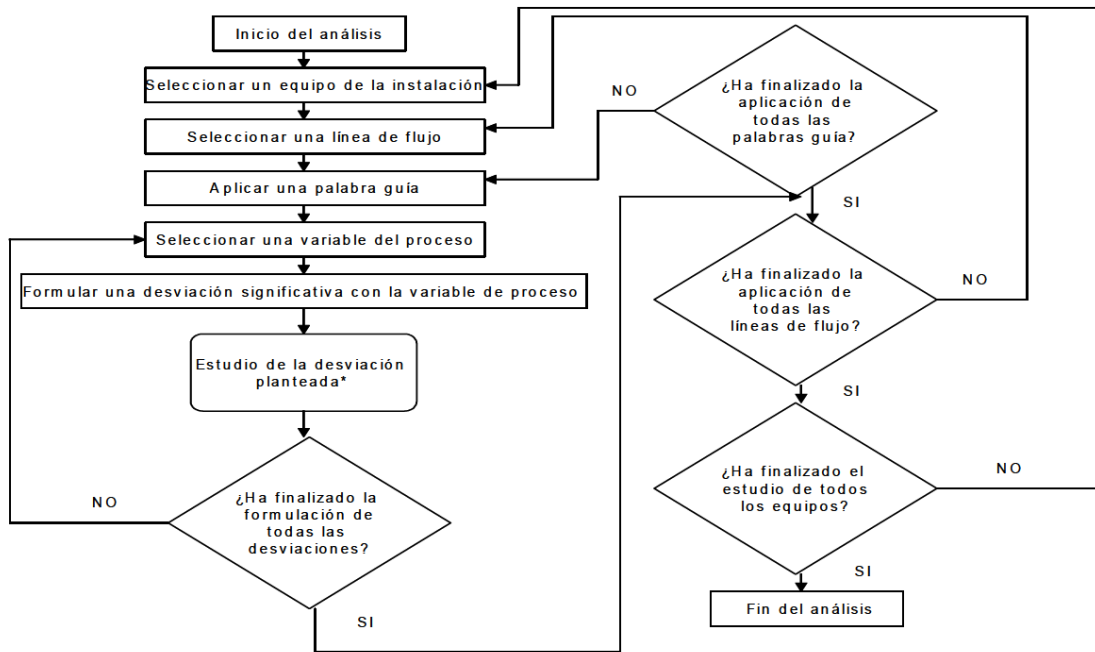 Inicio del análisis
Seleccionar un equipo de la instalación
Seleccionar una línea de flujo
Aplicar una palabra guía
Seleccionar una variable del proceso
Formular una desviación significativa con la variable de proceso
Estudio de la desviación
planteada*
NO
¿Ha finalizado la
formulación de
todas las
desviaciones?
SI
NO
¿Ha finalizado la
aplicación de
todas las
palabras guía?
SI
¿Ha finalizado la
aplicación de
todas las
líneas de flujo?
NO
SI
¿Ha finalizado el
estudio de todos
los equipos?
NO
SI
Fin del análisis